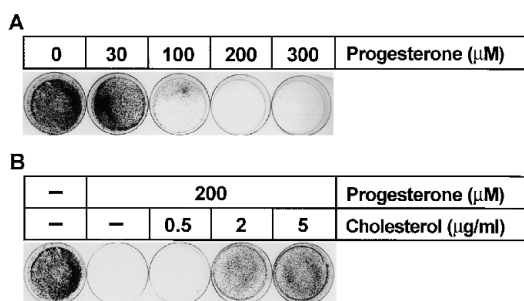 A
0 30 100 200 300 Progesterone (μM)
B
– 200 Progesterone (μM)
– – 0.5 2 5 Cholesterol (μg/ml)